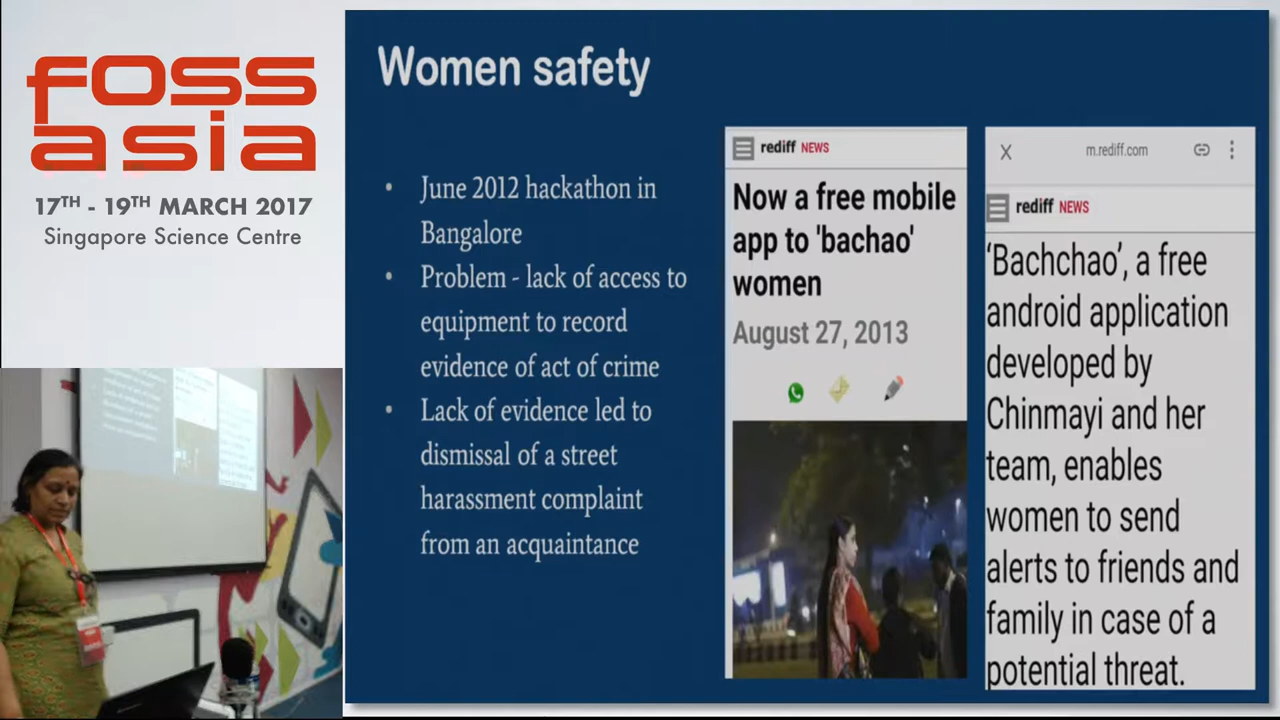 foss
asia
17TH - 19TH MARCH 2017
Singapore Science Centre
Women safety
• June 2012 hackathon in
Bangalore
• Problem - lack of access to
equipment to record
evidence of act of crime
• Lack of evidence led to
dismissal of a street
harassment complaint
from an acquaintance
rediff NEWS
Now a free mobile
app to 'bachao'
women
August 27, 2013
m.rediff.com
rediff NEWS
‘Bachchao’, a free
android application
developed by
Chinmayi and her
team, enables
women to send
alerts to friends and
family in case of a
potential threat.